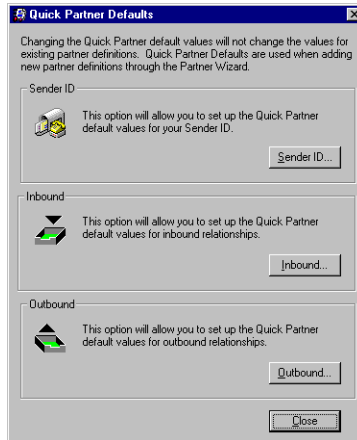 Quick Partner Defaults
Changing the Quick Partner default values will not change the values for
existing partner definitions. Quick Partner Defaults are used when adding
new partner definitions through the Partner Wizard.
Sender ID
This option will allow you to set up the Quick Partner
default values for your Sender ID.
Sender ID...
Inbound
This option will allow you to set up the Quick Partner
default values for inbound relationships.
Inbound...
Outbound
This option will allow you to set up the Quick Partner
default values for outbound relationships.
Outbound...
Close